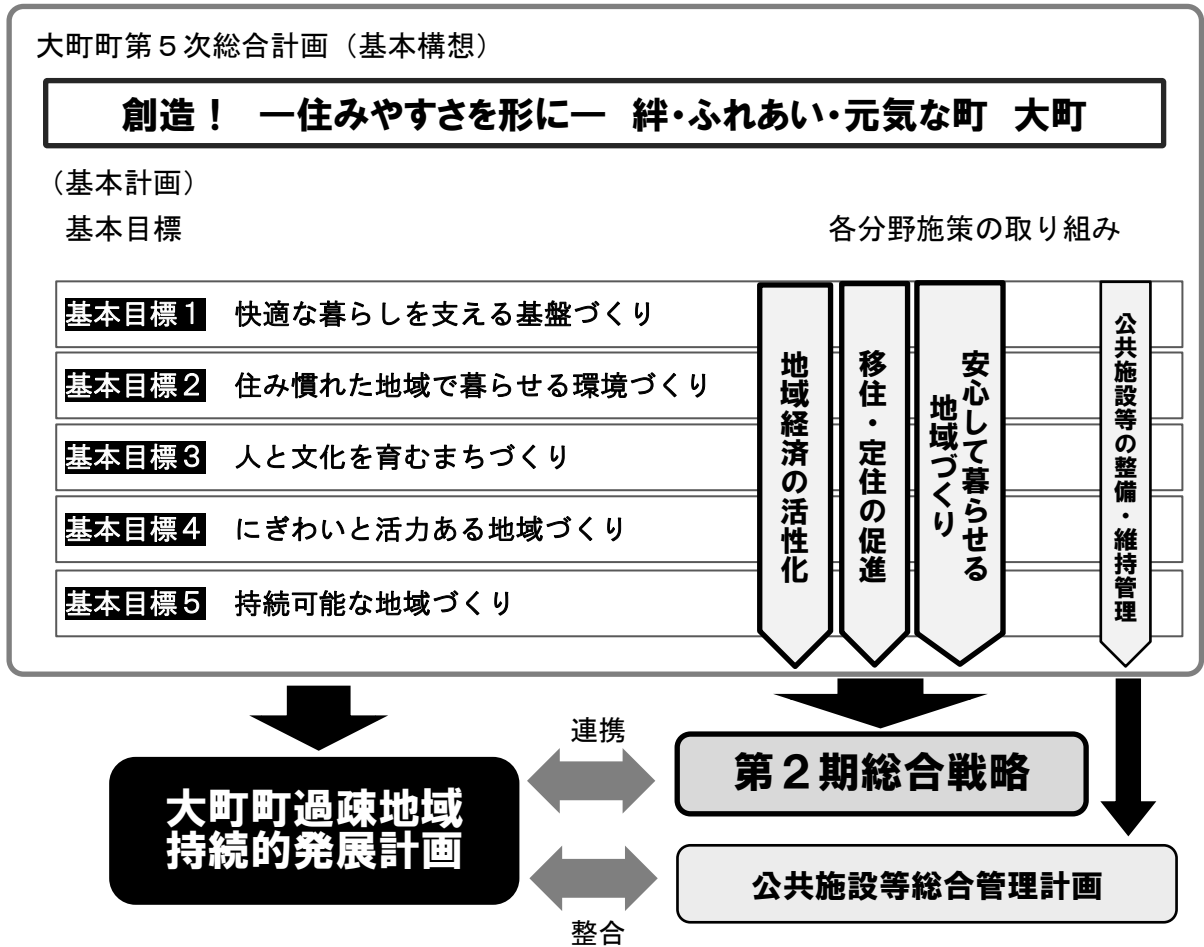 大町町第５次総合計画（基本構想）
創造！　―住みやすさを形に―　絆・ふれあい・元気な町　大町
（基本計画）
基本目標
各分野施策の取り組み
基本目標１　快適な暮らしを支える基盤づくり
基本目標２　住み慣れた地域で暮らせる環境づくり
基本目標３　人と文化を育むまちづくり
基本目標４　にぎわいと活力ある地域づくり
基本目標５　持続可能な地域づくり
地域経済の活性化
移住・定住の促進
安心して暮らせる
地域づくり
公共施設等の整備・維持管理
連携
第２期総合戦略
大町町過疎地域
持続的発展計画
公共施設等総合管理計画
整合